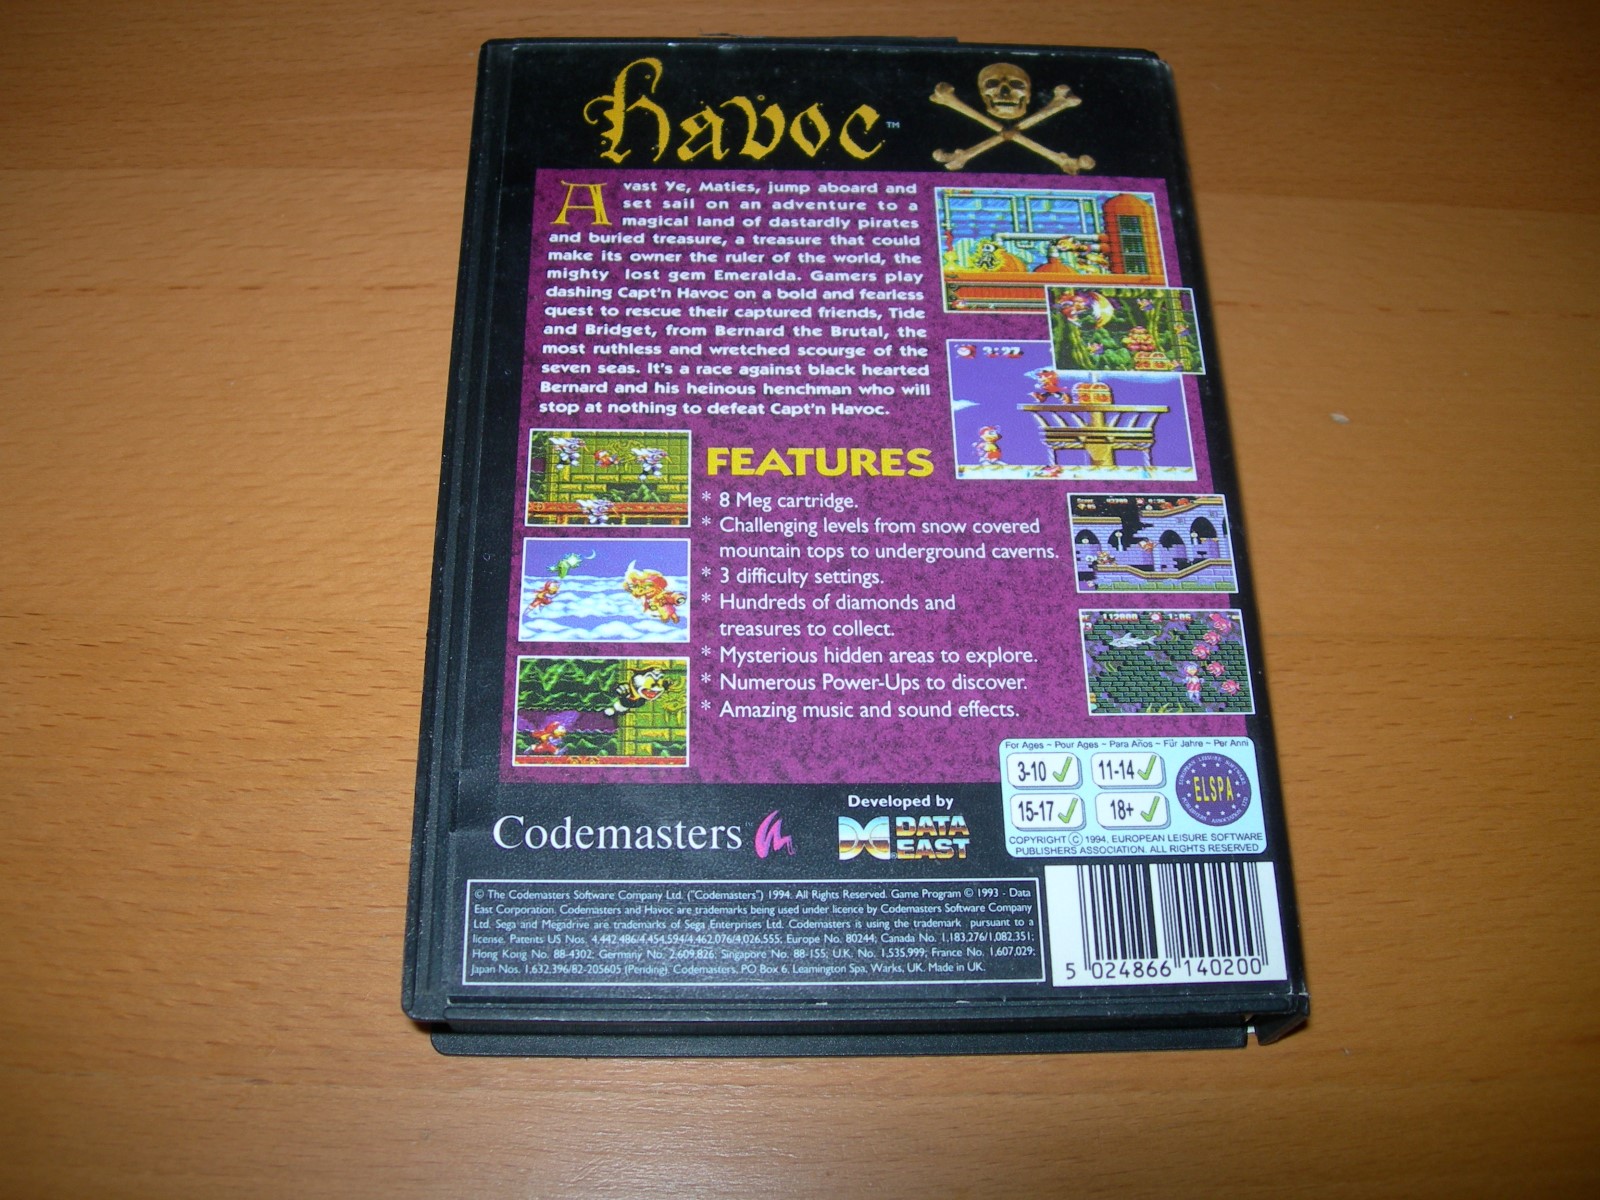 Havoc™
Avast Ye, Maties, jump aboard and
set sail on an adventure to a
magical land of dastardly pirates
and buried treasure, a treasure that could
make its owner the ruler of the world, the
mighty lost gem Emeralda. Gamers play
dashing Capt'n Havoc on a bold and fearless
quest to rescue their captured friends, Tide
and Bridget, from Bernard the Brutal, the
most ruthless and wretched scourge of the
seven seas. It's a race against black hearted
Bernard and his heinous henchman who will
stop at nothing to defeat Capt'n Havoc.
FEATURES
* 8 Meg cartridge.
* Challenging levels from snow covered
mountain tops to underground caverns.
* 3 difficulty settings.
* Hundreds of diamonds and
treasures to collect.
* Mysterious hidden areas to explore.
* Numerous Power-Ups to discover.
* Amazing music and sound effects.
For Ages ~ Pour Ages ~ Para Años ~ Für Jahre ~ Per Anni
3-10 11-14
15-17 18+
ELSPA
COPYRIGHT © 1994, EUROPEAN LEISURE SOFTWARE
PUBLISHERS ASSOCIATION. ALL RIGHTS RESERVED
Codemasters™
Developed by
DATA
EAST
© The Codemasters Software Company Ltd. ("Codemasters") 1994. All Rights Reserved. Game Program © 1993 - Data
East Corporation. Codemasters and Havoc are trademarks being used under licence by Codemasters Software Company
Ltd. Sega and Megadrive are trademarks of Sega Enterprises Ltd. Codemasters is using the trademark pursuant to a
license. Patents US Nos. 4,442,486/4,454,594/4,462,076/4,026,555; Europe No. 80244; Canada No. 1,183,276/1,082,351;
Hong Kong No. 88-4302; Germany No. 2,609,826; Singapore No. 88-155; U.K. No. 1,535,999; France No. 1,607,029;
Japan Nos. 1,632,396/82-205605 (Pending). Codemasters, PO Box 6, Leamington Spa, Warks, UK. Made in UK.
5 024866 140200